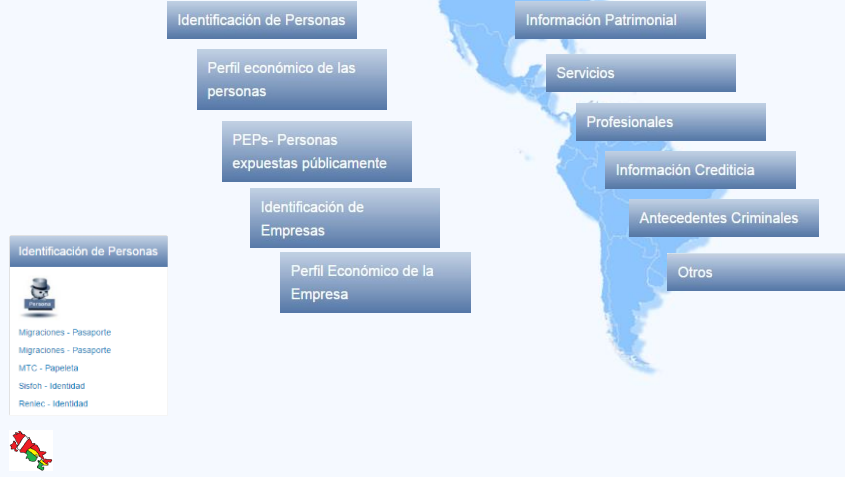 Identificación de Personas
Perfil económico de las
personas
PEPs- Personas
expuestas públicamente
Identificación de
Empresas
Perfil Económico de la
Empresa
Información Patrimonial
Servicios
Profesionales
Información Crediticia
Antecedentes Criminales
Otros
Identificación de Personas
Persona
Migraciones - Pasaporte
Migraciones - Pasaporte
MTC - Papeleta
Sisfoh - Identidad
Reniec - Identidad